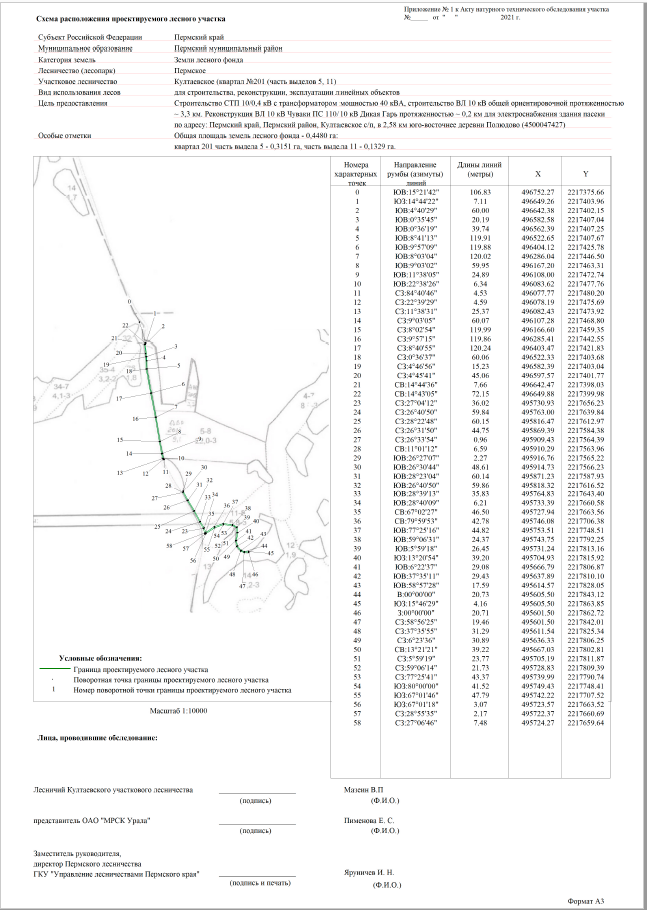 Приложение № 1 к Акту натурного технического обследования участка
№_____ от " " 2021 г.
Схема расположения проектируемого лесного участка
Субъект Российской Федерации Пермский край
Муниципальное образование Пермский муниципальный район
Категория земель Земли лесного фонда
Лесничество (лесопарк) Пермское
Участковое лесничество Култаевское (квартал №201 (часть выделов 5, 11)
Вид использования лесов для строительства, реконструкции, эксплуатации линейных объектов
Цель предоставления Строительство СТП 10/0,4 кВ с трансформатором мощностью 40 кВА, строительство ВЛ 10 кВ общей ориентировочной протяженностью
– 3,3 км. Реконструкция ВЛ 10 кВ Чуваки ПС 110/10 кВ Дикая Гарь протяженностью – 0,2 км для электроснабжения здания пасеки
по адресу: Пермский край, Пермский район, Култаевское с/п, в 2,58 км юго-восточнее деревни Полюдово (4500047427)
Особые отметки Общая площадь земель лесного фонда - 0,4480 га:
квартал 201 часть выдела 5 - 0,3151 га, часть выдела 11 - 0,1329 га.
Номера характерных точек Направление румбы (азимуты) линий Длины линий (метры) X Y
0 ЮВ:15°21'42" 106.83 496752.27 2217375.66
1 ЮЗ:14°44'22" 7.11 496649.26 2217403.96
2 ЮВ:4°40'29" 60.00 496642.38 2217402.15
3 ЮВ:0°35'45" 20.19 496582.58 2217407.04
4 ЮВ:0°36'19" 39.74 496562.39 2217407.25
5 ЮВ:8°41'13" 119.91 496522.65 2217407.67
6 ЮВ:9°57'09" 119.88 496404.12 2217425.78
7 ЮВ:8°03'04" 120.02 496286.04 2217446.50
8 ЮВ:9°03'02" 59.95 496167.20 2217463.31
9 ЮВ:11°38'05" 24.89 496108.00 2217472.74
10 ЮВ:22°38'26" 6.34 496083.62 2217477.76
11 СЗ:84°40'46" 4.53 496077.77 2217480.20
12 СЗ:22°39'29" 4.59 496078.19 2217475.69
13 СЗ:11°38'31" 25.37 496082.43 2217473.92
14 СЗ:9°03'05" 60.07 496107.28 2217468.80
15 СЗ:8°02'54" 119.99 496166.60 2217459.35
16 СЗ:9°57'15" 119.88 496285.41 2217442.55
17 СЗ:8°40'55" 120.24 496403.47 2217421.83
18 СЗ:0°36'37" 60.06 496522.33 2217403.68
19 СЗ:4°46'56" 15.23 496582.39 2217403.04
20 СЗ:4°45'41" 45.06 496597.57 2217401.77
21 СВ:14°44'36" 7.66 496642.47 2217398.03
22 СВ:14°43'05" 72.15 496649.88 2217399.98
23 СЗ:27°04'12" 36.02 495730.93 2217656.23
24 СЗ:26°40'50" 59.84 495763.00 2217639.84
25 СЗ:28°22'48" 60.15 495816.47 2217612.97
26 СЗ:26°31'50" 44.75 495869.39 2217584.38
27 СЗ:26°33'54" 0.96 495909.43 2217564.39
28 СВ:11°01'12" 6.59 495910.29 2217563.96
29 ЮВ:26°27'07" 2.27 495916.76 2217565.22
30 ЮВ:26°30'44" 48.61 495914.73 2217566.23
31 ЮВ:28°23'04" 60.14 495871.23 2217587.93
32 ЮВ:26°40'50" 59.86 495818.32 2217616.52
33 ЮВ:28°39'13" 35.83 495764.83 2217643.40
34 ЮВ:28°40'09" 6.21 495733.39 2217660.58
35 СВ:67°02'27" 46.50 495727.94 2217663.56
36 СВ:79°59'53" 42.78 495746.08 2217706.38
37 ЮВ:77°25'16" 44.82 495753.51 2217748.51
38 ЮВ:59°06'31" 24.37 495743.75 2217792.25
39 ЮВ:5°59'18" 26.45 495731.24 2217813.16
40 ЮЗ:13°20'54" 39.20 495704.93 2217815.92
41 ЮВ:6°22'37" 29.08 495666.79 2217806.87
42 ЮВ:37°35'11" 29.43 495637.89 2217810.10
43 ЮВ:58°57'28" 17.59 495614.57 2217828.05
44 В:00°00'00" 20.73 495605.50 2217843.12
45 ЮЗ:15°46'29" 4.16 495605.50 2217863.85
46 З:00°00'00" 20.71 495601.50 2217862.72
47 СЗ:58°56'25" 19.46 495601.50 2217842.01
48 СЗ:37°35'55" 31.29 495611.54 2217825.34
49 СЗ:6°23'36" 30.89 495636.33 2217806.25
50 СВ:13°21'21" 39.22 495667.03 2217802.81
51 СЗ:5°59'19" 23.77 495705.19 2217811.87
52 СЗ:59°06'14" 21.73 495728.83 2217809.39
53 СЗ:77°25'41" 43.37 495739.99 2217790.74
54 ЮЗ:80°00'00" 41.52 495749.43 2217748.41
55 ЮЗ:67°01'46" 47.79 495742.22 2217707.52
56 ЮЗ:67°01'18" 3.07 495723.57 2217663.52
57 СЗ:28°55'35" 2.17 495722.37 2217660.69
58 СЗ:27°06'46" 7.48 495724.27 2217659.64
Условные обозначения:
Граница проектируемого лесного участка
Поворотная точка границы проектируемого лесного участка
1 Номер поворотной точки границы проектируемого лесного участка
Масштаб 1:10000
Лица, проводившие обследование:
Лесничий Култаевского участкового лесничества Мазеин В.П
(подпись) (Ф.И.О.)
представитель ОАО "МРСК Урала" Пименова Е. С.
(подпись) (Ф.И.О.)
Заместитель руководителя,
директор Пермского лесничества
ГКУ "Управление лесничествами Пермского края" Яруничев И. Н.
(подпись и печать) (Ф.И.О.)
Формат А3